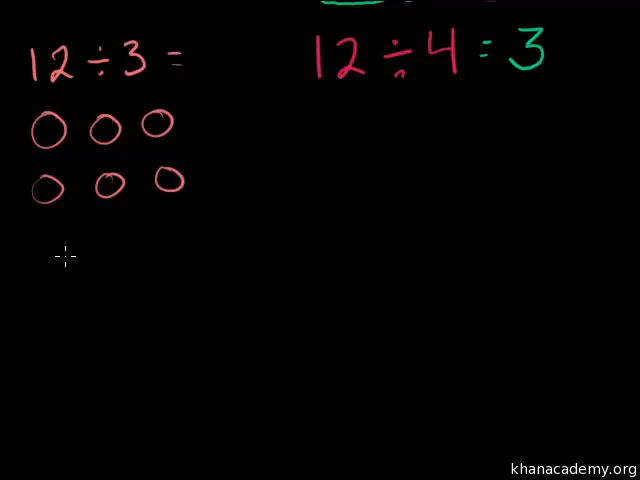 12 ÷ 3 =
12 ÷ 4 = 3
khanacademy.org